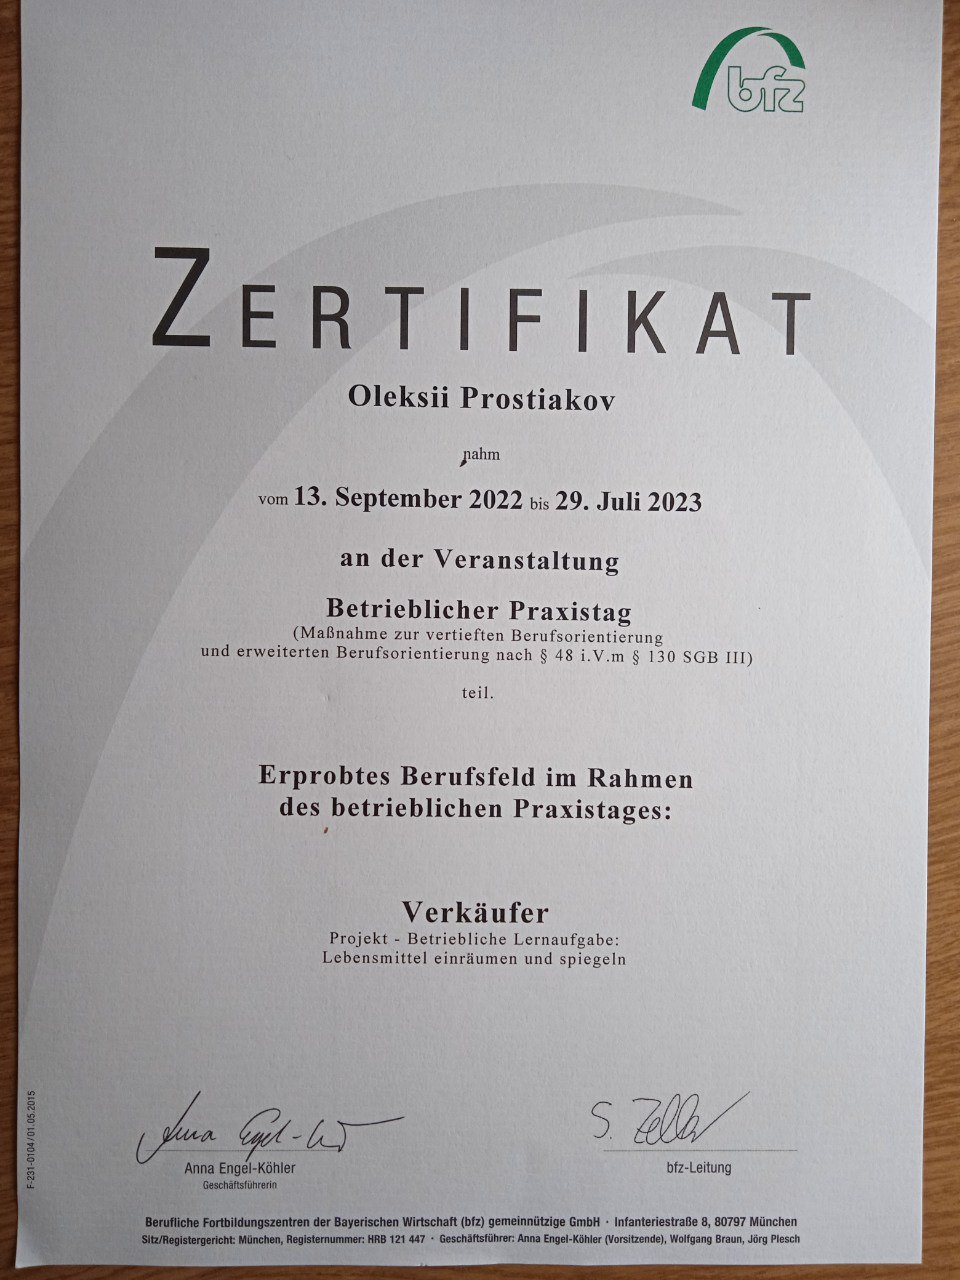 bfz
ZERTIFIKAT
Oleksii Prostiakov
nahm
vom 13. September 2022 bis 29. Juli 2023
an der Veranstaltung
Betrieblicher Praxistag
(Maßnahme zur vertieften Berufsorientierung
und erweiterten Berufsorientierung nach § 48 i.V.m § 130 SGB III)
teil.
Erprobtes Berufsfeld im Rahmen
des betrieblichen Praxistages:
Verkäufer
Projekt - Betriebliche Lernaufgabe:
Lebensmittel einräumen und spiegeln
S. Zeller
Anna Engel-Köhler
Geschäftsführerin
bfz-Leitung
F-231-0104/01.05.2015
Berufliche Fortbildungszentren der Bayerischen Wirtschaft (bfz) gemeinnützige GmbH · Infanteriestraße 8, 80797 München
Sitz/Registergericht: München, Registernummer: HRB 121 447 · Geschäftsführer: Anna Engel-Köhler (Vorsitzende), Wolfgang Braun, Jörg Plesch